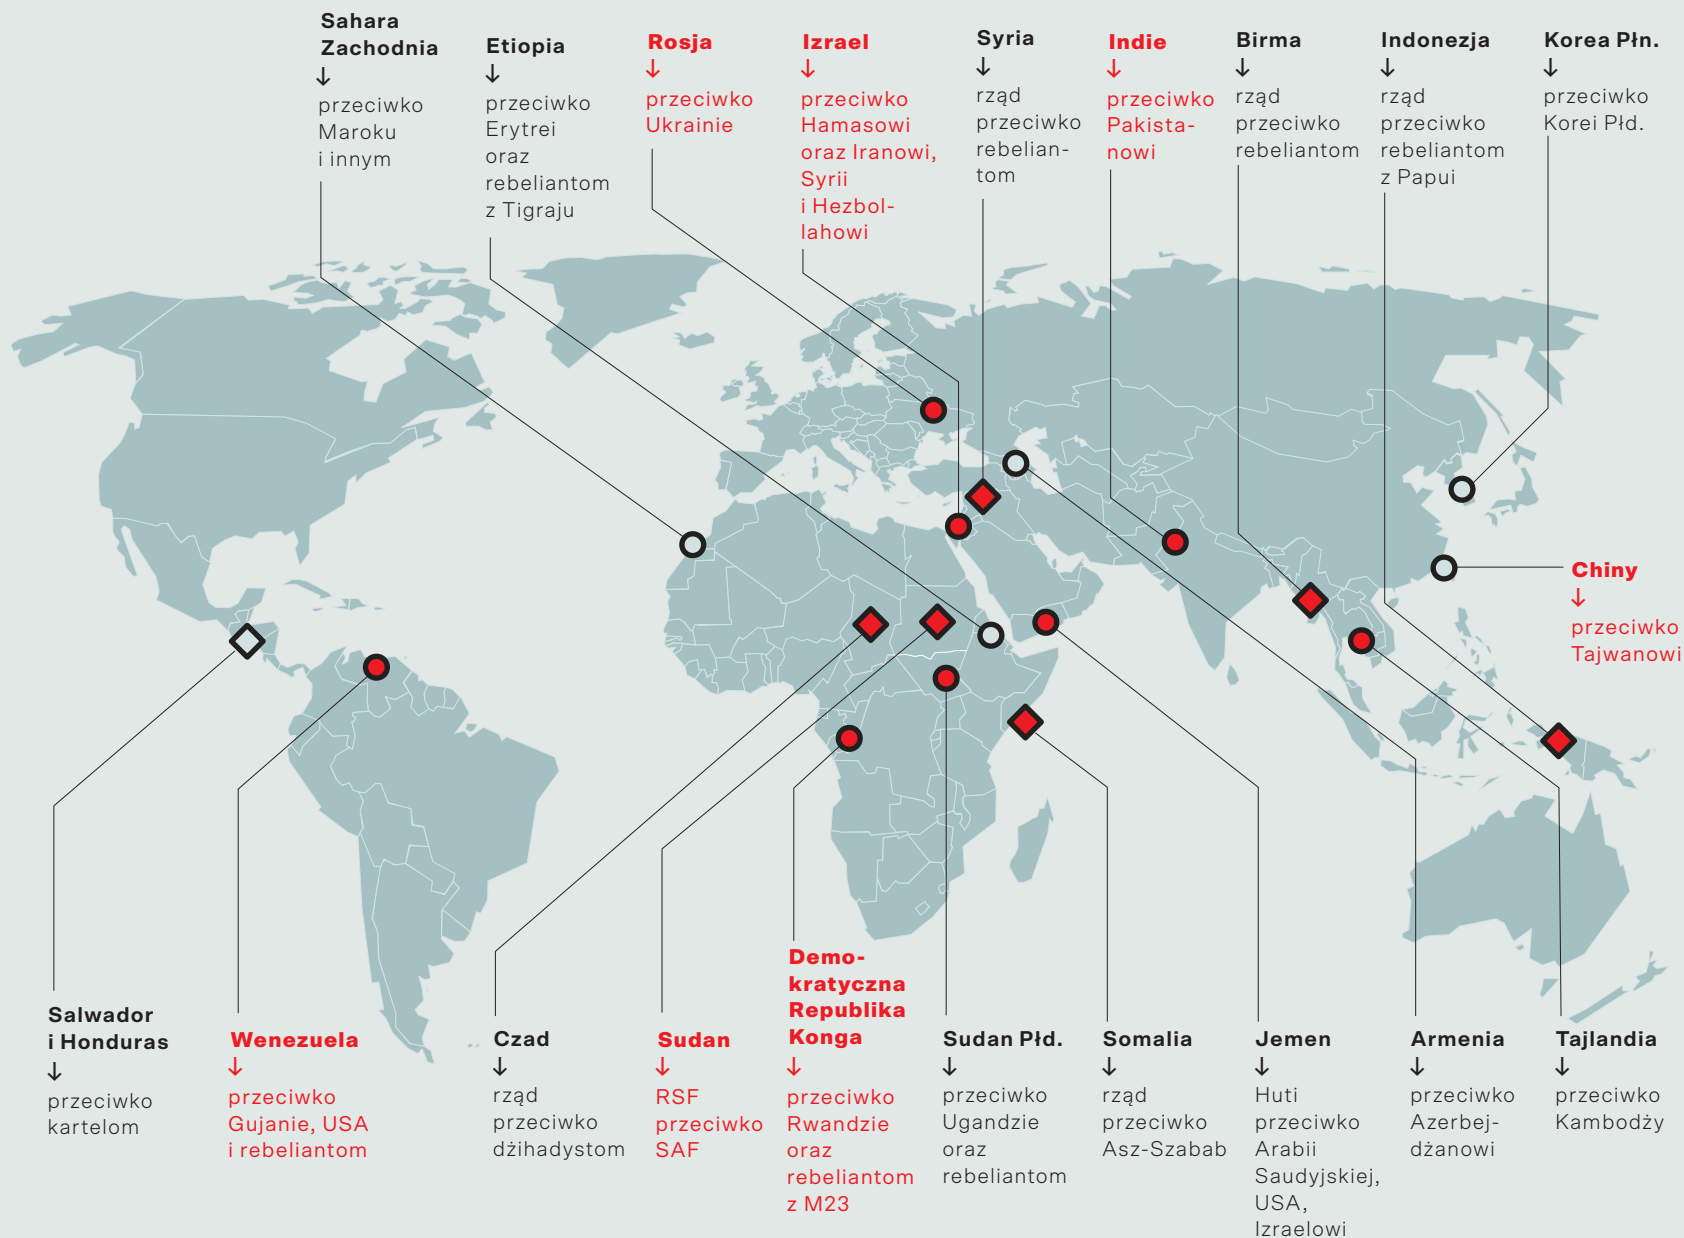 Sahara
Zachodnia
↓
przeciwko
Maroku
i innym
Etiopia
↓
przeciwko
Erytrei
oraz
rebeliantom
z Tigraju
Rosja
↓
przeciwko
Ukrainie
Izrael
↓
przeciwko
Hamasowi
oraz Iranowi,
Syrii
i Hezbol-
lahowi
Syria
↓
rząd
przeciwko
rebelian-
tom
Indie
↓
przeciwko
Pakista-
nowi
Birma
↓
rząd
przeciwko
rebeliantom
Indonezja
↓
rząd
przeciwko
rebeliantom
z Papui
Korea Płn.
↓
przeciwko
Korei Płd.
Chiny
↓
przeciwko
Tajwanowi
Salwador
i Honduras
↓
przeciwko
kartelom
Wenezuela
↓
przeciwko
Gujanie, USA
i rebeliantom
Czad
↓
rząd
przeciwko
dżihadystom
Sudan
↓
RSF
przeciwko
SAF
Demo-
kratyczna
Republika
Konga
↓
przeciwko
Rwandzie
oraz
rebeliantom
z M23
Sudan Płd.
↓
przeciwko
Ugandzie
oraz
rebeliantom
Somalia
↓
rząd
przeciwko
Asz-Szabab
Jemen
↓
Huti
przeciwko
Arabii
Saudyjskiej,
USA,
Izraelowi
Armenia
↓
przeciwko
Azerbej-
dżanowi
Tajlandia
↓
przeciwko
Kambodży